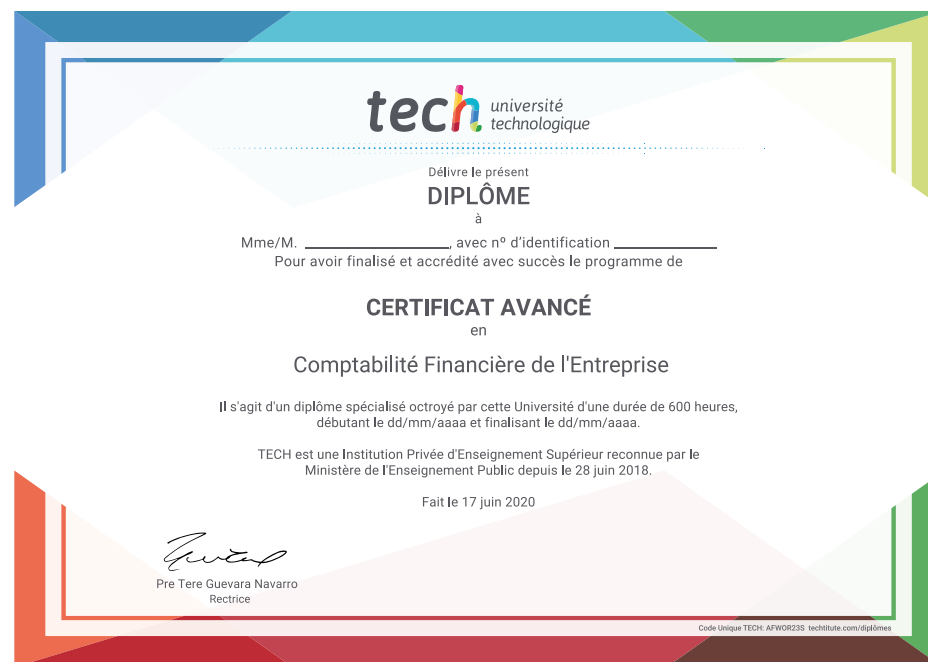 tech université
technologique
Délivre le présent
DIPLÔME
à
Mme/M. ____________, avec nº d'identification ____________
Pour avoir finalisé et accrédité avec succès le programme de
CERTIFICAT AVANCÉ
en
Comptabilité Financière de l'Entreprise
Il s'agit d'un diplôme spécialisé octroyé par cette Université d'une durée de 600 heures,
débutant le dd/mm/aaaa et finalisant le dd/mm/aaaa.
TECH est une Institution Privée d'Enseignement Supérieur reconnue par le
Ministère de l'Enseignement Public depuis le 28 juin 2018.
Fait le 17 juin 2020
Pre Tere Guevara Navarro
Rectrice
Code Unique TECH: AFWOR23S techtitute.com/diplômes